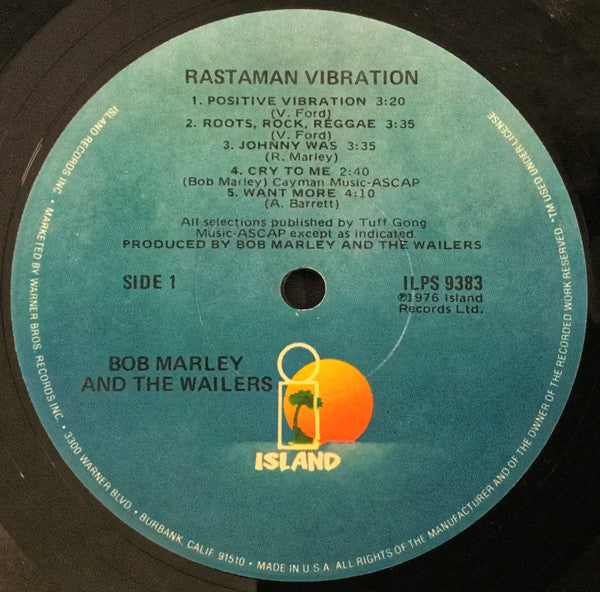 RASTAMAN VIBRATION
1. POSITIVE VIBRATION 3:20
(V. Ford)
2. ROOTS, ROCK, REGGAE 3:35
(V. Ford)
3. JOHNNY WAS 3:35
(R. Marley)
4. CRY TO ME 2:40
(Bob Marley) Cayman Music-ASCAP
5. WANT MORE 4:10
(A. Barrett)
All selections published by Tuff Gong
Music-ASCAP except as indicated
PRODUCED BY BOB MARLEY AND THE WAILERS
SIDE 1
ILPS 9383
℗1976 Island
Records Ltd.
BOB MARLEY
AND THE WAILERS
ISLAND
ISLAND RECORDS INC. • MARKETED BY WARNER BROS. RECORDS INC. • 3300 WARNER BLVD • BURBANK, CALIF. 91510 • MADE IN U.S.A. ALL RIGHTS OF THE MANUFACTURER AND OF THE OWNER OF THE RECORDED WORK RESERVED • TM USED UNDER LICENSE